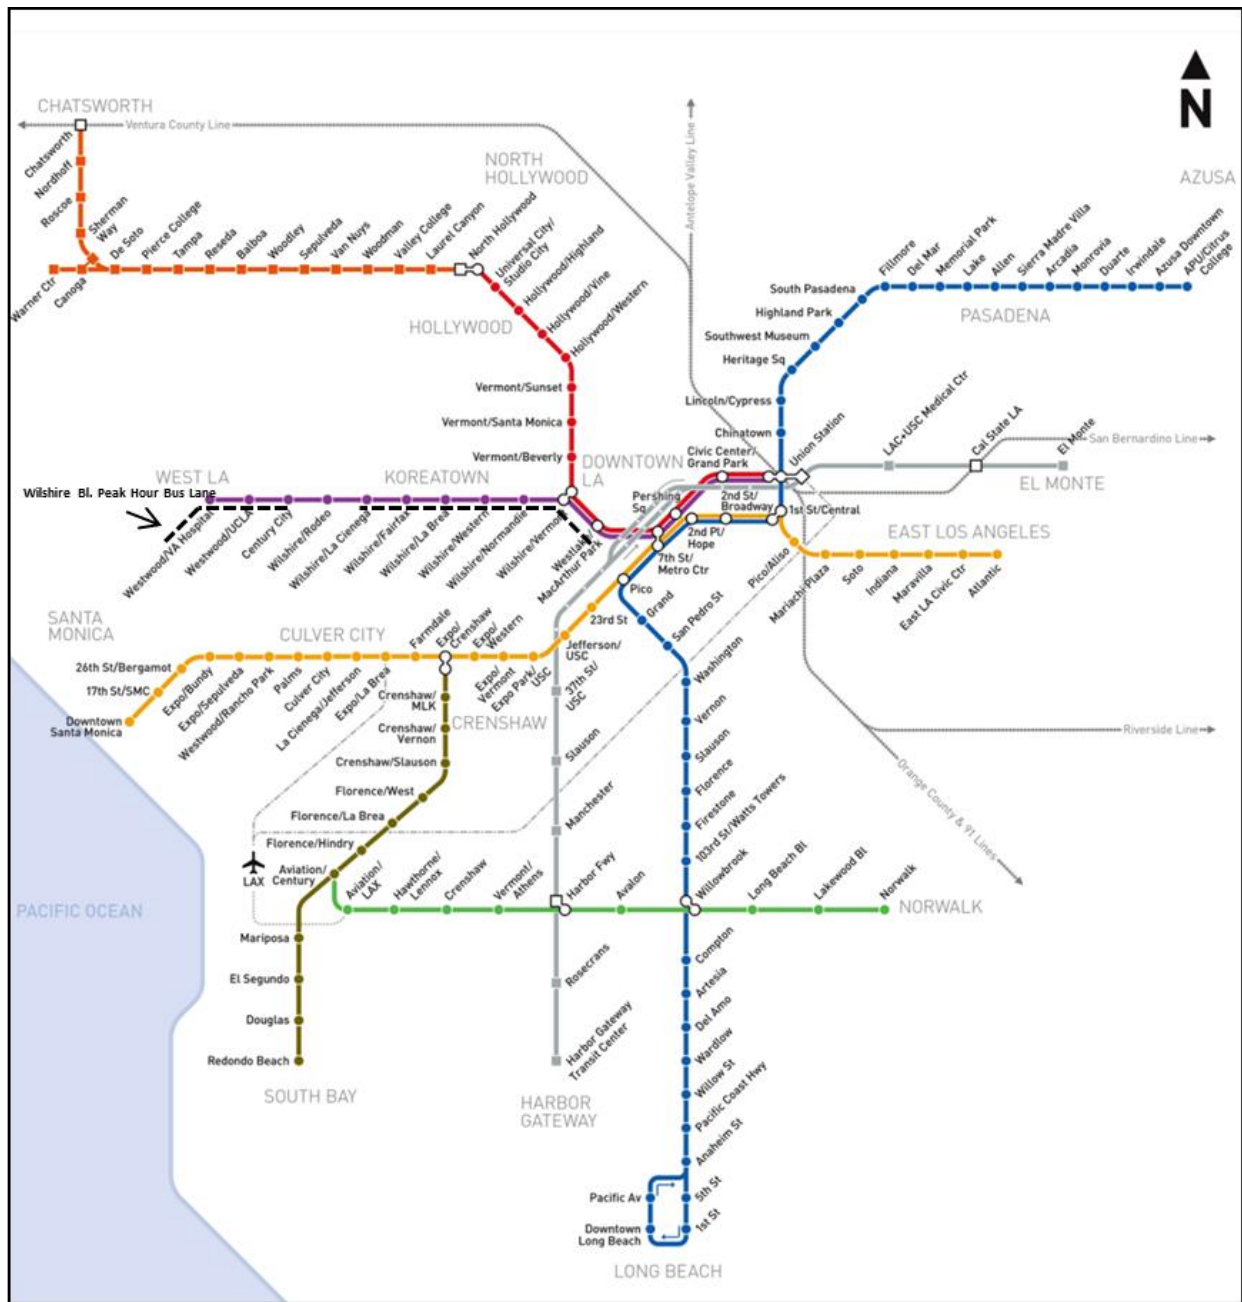 N
CHATSWORTH
Ventura County Line
Antelope Valley Line
NORTH
HOLLYWOOD
AZUSA
Chatsworth
Nordhoff
Roscoe
Sherman
Way
Warner Ctr
Canoga
De Soto
Pierce College
Tampa
Reseda
Balboa
Woodley
Sepulveda
Van Nuys
Woodman
Valley College
Laurel Canyon
North Hollywood
Universal City/
Studio City
Hollywood/Highland
Hollywood/Vine
Hollywood/Western
HOLLYWOOD
Vermont/Sunset
Vermont/Santa Monica
Vermont/Beverly
Fillmore
Del Mar
Memorial Park
Lake
Allen
Sierra Madre Villa
Arcadia
Monrovia
Duarte
Irwindale
Azusa Downtown
APU/Citrus
College
South Pasadena
Highland Park
Southwest Museum
Heritage Sq
Lincoln/Cypress
Chinatown
PASADENA
WEST LA
KOREATOWN
DOWNTOWN
LA
Wilshire Bl. Peak Hour Bus Lane
Westwood/VA Hospital
Westwood/UCLA
Century City
Wilshire/Rodeo
Wilshire/La Cienega
Wilshire/Fairfax
Wilshire/La Brea
Wilshire/Western
Wilshire/Normandie
Wilshire/Vermont
Westlake/
MacArthur Park
Pershing
Sq
Civic Center/
Grand Park
Union Station
2nd St/
Broadway
1st St/Central
2nd Pl/
Hope
7th St/
Metro Ctr
LAC+USC Medical Ctr
Cal State LA
El Monte
San Bernardino Line
EL MONTE
EAST LOS ANGELES
Pico/Aliso
Mariachi Plaza
Soto
Indiana
Maravilla
East LA Civic Ctr
Atlantic
Pico
Grand
San Pedro St
Washington
Vernon
Slauson
Florence
Firestone
103rd St/Watts Towers
Willowbrook
SANTA
MONICA
CULVER CITY
26th St/Bergamot
17th St/SMC
Downtown
Santa Monica
Expo/Bundy
Expo/Sepulveda
Westwood/Rancho Park
Palms
Culver City
La Cienega/Jefferson
Expo/La Brea
Farmdale
Expo/
Crenshaw
Expo/
Western
Expo/
Vermont
Expo Park/
USC
Jefferson/
USC
23rd St
37th St/
USC
Slauson
Manchester
Harbor Fwy
Rosecrans
Harbor Gateway
Transit Center
CRENSHAW
Crenshaw/
MLK
Crenshaw/
Vernon
Crenshaw/Slauson
Florence/West
Florence/La Brea
Florence/Hindry
Aviation/
Century
LAX
Aviation/
LAX
Hawthorne/
Lennox
Crenshaw
Vermont/
Athens
Avalon
Long Beach Bl
Lakewood Bl
Norwalk
NORWALK
Riverside Line
Orange County & 91 Lines
PACIFIC OCEAN
Mariposa
El Segundo
Douglas
Redondo Beach
SOUTH BAY
HARBOR
GATEWAY
Compton
Artesia
Del Amo
Wardlow
Willow St
Pacific Coast Hwy
Anaheim St
5th St
1st St
Pacific Av
Downtown
Long Beach
LONG BEACH